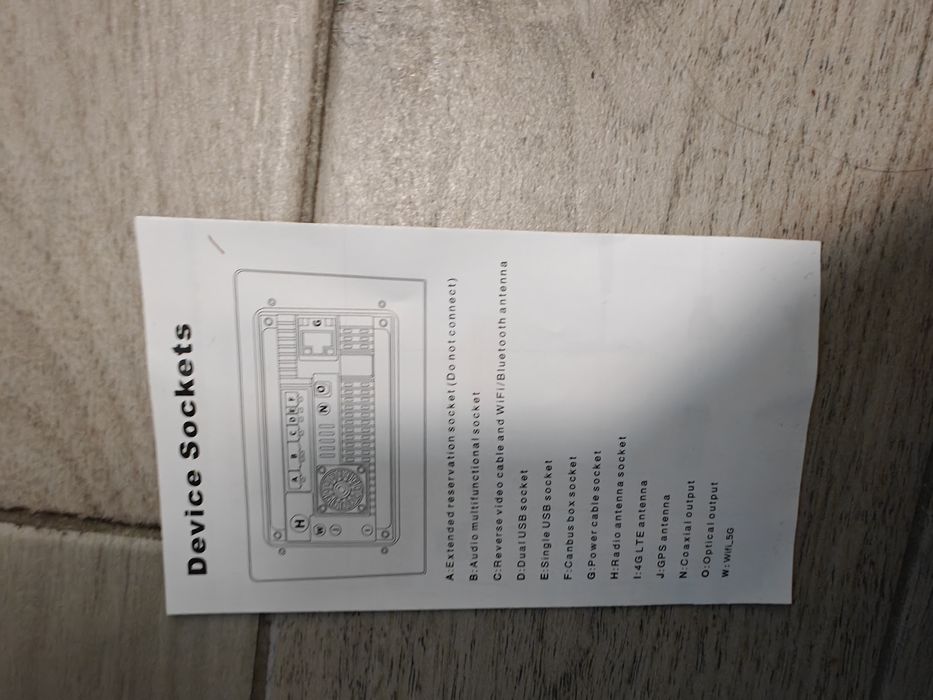 Device Sockets
A B C D E F
H
G
W
N O
J
I
A:Extended reservation socket (Do not connect)
B:Audio multifunctional socket
C:Reverse video cable and WiFi/Bluetooth antenna
D:Dual USB socket
E:Single USB socket
F:Canbus box socket
G:Power cable socket
H:Radio antenna socket
I:4G LTE antenna
J:GPS antenna
N:Coaxial output
O:Optical output
W:Wifi_5G